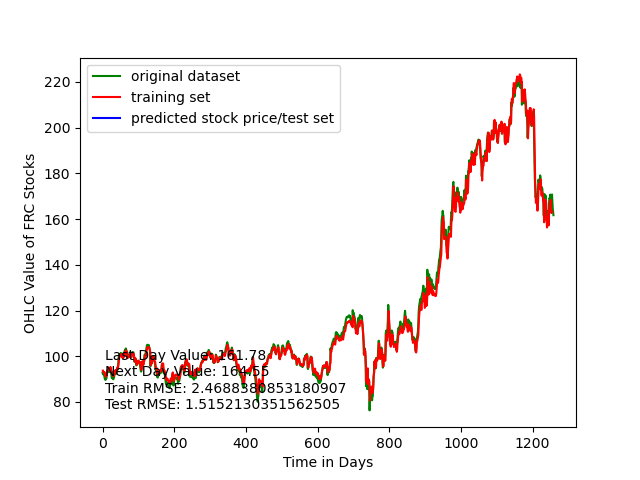 original dataset
training set
predicted stock price/test set
OHLC Value of FRC Stocks
220
200
180
160
140
120
100
80
Last Day Value: 161.78
Next Day Value: 164.55
Train RMSE: 2.4688380853180907
Test RMSE: 1.5152130351562505
0
200
400
600
800
1000
1200
Time in Days